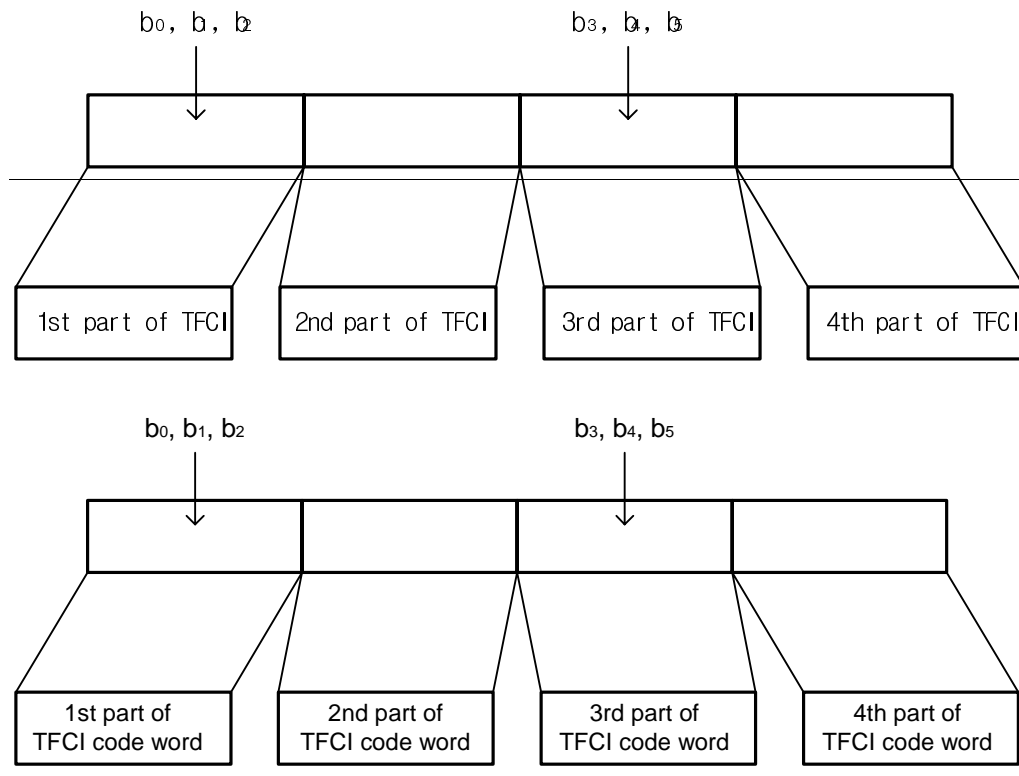 b0, b1, b2 b3, b4, b5
1st part of TFCI 2nd part of TFCI 3rd part of TFCI 4th part of TFCI
b0, b1, b2 b3, b4, b5
1st part of TFCI code word
2nd part of TFCI code word
3rd part of TFCI code word
4th part of TFCI code word